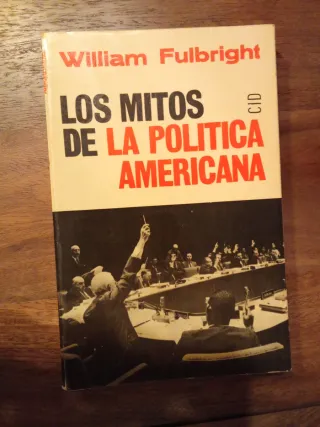 William Fulbright
LOS MITOS
DE LA POLITICA
AMERICANA
CID